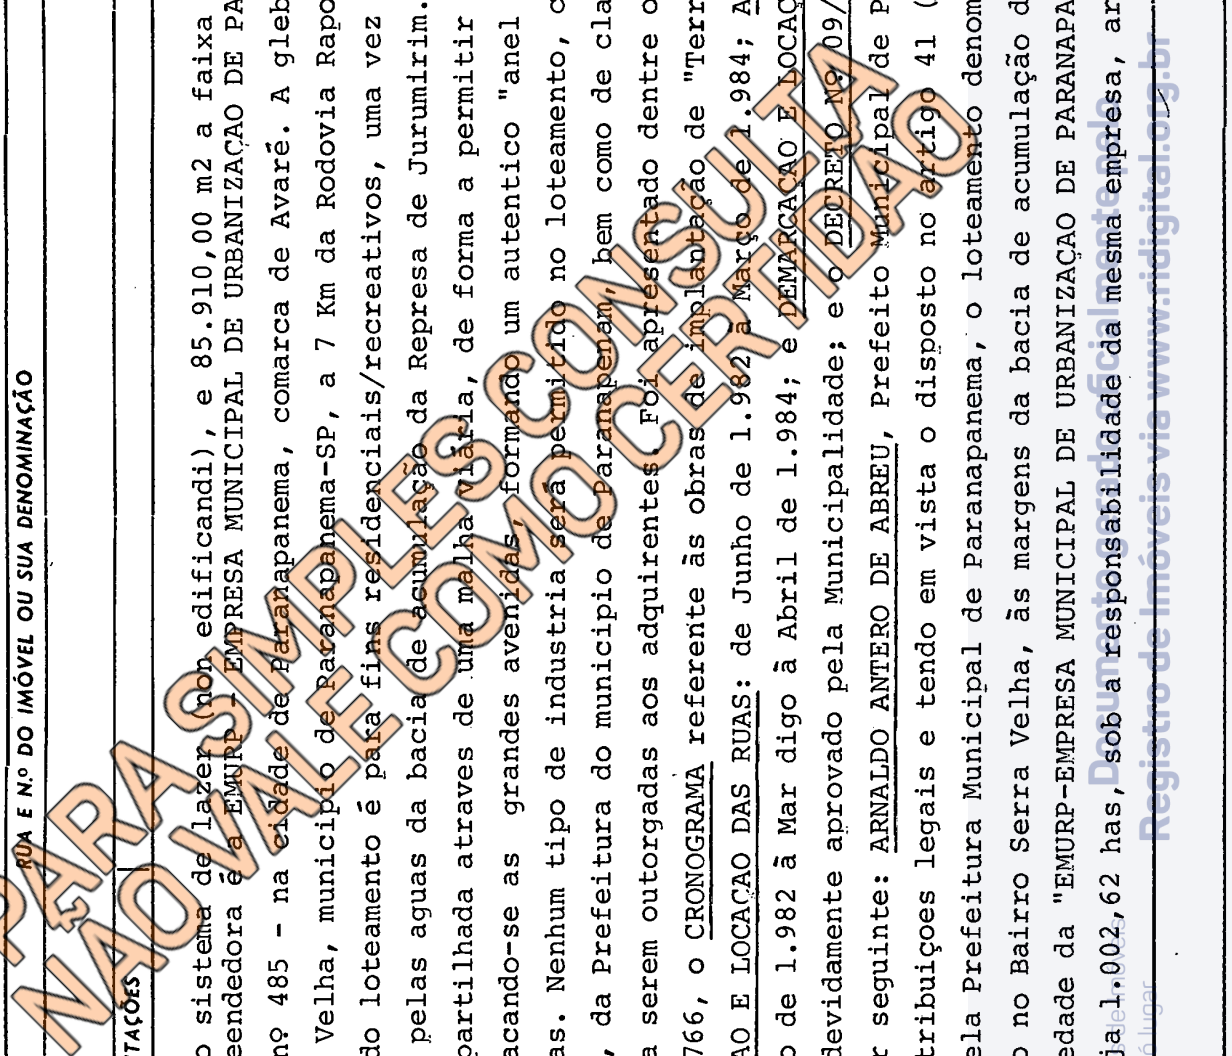 RUA E N.º DO IMÓVEL OU SUA DENOMINAÇÃO
TAÇÕES
o sistema de lazer (non edificandi), e 85.910,00 m2 a faixa
eendedora é a EMURP - EMPRESA MUNICIPAL DE URBANIZAÇAO DE PA
nº 485 - na cidade de Paranapanema, comarca de Avaré. A gleb
Velha, municipio de Paranapanema-SP, a 7 Km da Rodovia Rapo
do loteamento é para fins residenciais/recreativos, uma vez
pelas aguas da bacia de acumulação da Represa de Jurumirim.
partilhada atraves de uma malha viária, de forma a permitir
acando-se as grandes avenidas, formando um autentico "anel
as. Nenhum tipo de industria será permitido no loteamento, c
, da Prefeitura do municipio de Paranapenam, bem como de cla
a serem outorgadas aos adquirentes. Foi apresentado dentre o
766, o CRONOGRAMA referente às obras de implantação de "Terr
AO E LOCAÇAO DAS RUAS: de Junho de 1.982 à Março de 1.984; A
o de 1.982 à Mar digo à Abril de 1.984; e DEMARCAÇAO E LOCAÇ
devidamente aprovado pela Municipalidade; e o DECRETO Nº 09/
r seguinte: ARNALDO ANTERO DE ABREU, Prefeito Municipal de P
tribuiçoes legais e tendo em vista o disposto no artigo 41 (
ela Prefeitura Municipal de Paranapanema, o loteamento denom
o no Bairro Serra Velha, às margens da bacia de acumulação d
edade da "EMURP-EMPRESA MUNICIPAL DE URBANIZAÇAO DE PARANAPA
ja 1.002,62 has, sob a responsabilidade da mesma empresa, ar
PARA SIMPLES CONSULTA
NÃO VALE COMO CERTIDÃO
Documento gerado oficialmente pelo
Registro de Imóveis via www.ridigital.org.br
s de Imóveis
ó lugar